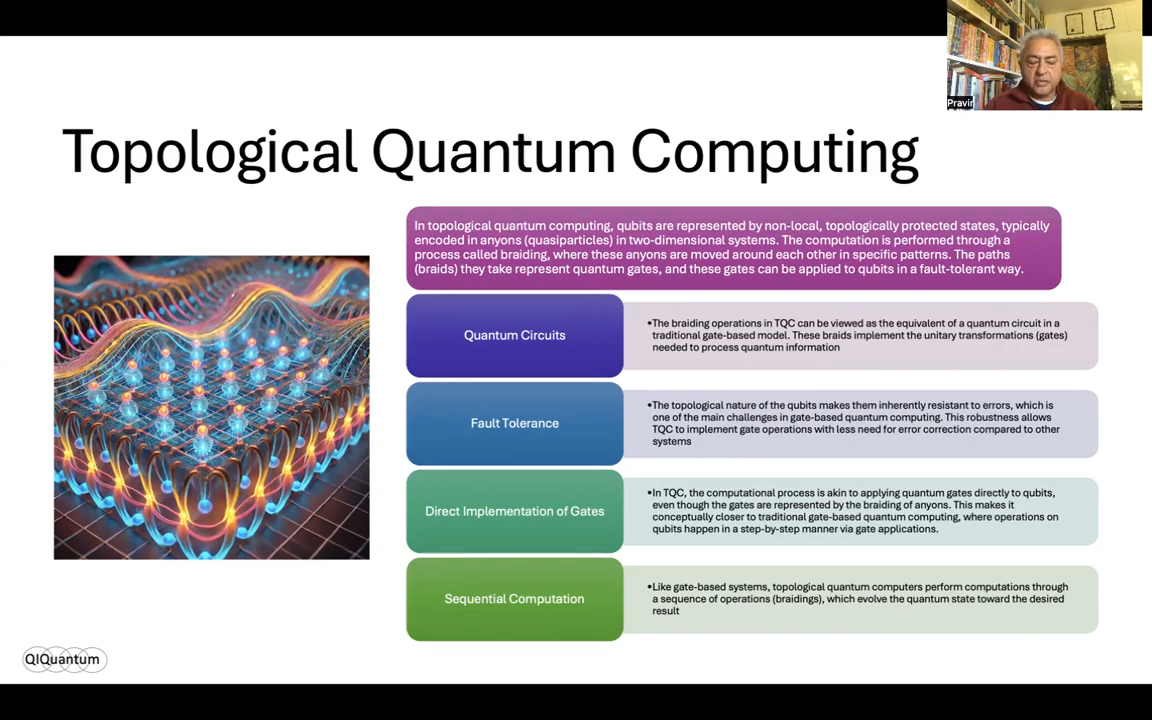 Pravir
Topological Quantum Computing
In topological quantum computing, qubits are represented by non-local, topologically protected states, typically
encoded in anyons (quasiparticles) in two-dimensional systems. The computation is performed through a
process called braiding, where these anyons are moved around each other in specific patterns. The paths
(braids) they take represent quantum gates, and these gates can be applied to qubits in a fault-tolerant way.
Quantum Circuits
•The braiding operations in TQC can be viewed as the equivalent of a quantum circuit in a
traditional gate-based model. These braids implement the unitary transformations (gates)
needed to process quantum information
Fault Tolerance
•The topological nature of the qubits makes them inherently resistant to errors, which is
one of the main challenges in gate-based quantum computing. This robustness allows
TQC to implement gate operations with less need for error correction compared to other
systems
Direct Implementation of Gates
•In TQC, the computational process is akin to applying quantum gates directly to qubits,
even though the gates are represented by the braiding of anyons. This makes it
conceptually closer to traditional gate-based quantum computing, where operations on
qubits happen in a step-by-step manner via gate applications.
Sequential Computation
•Like gate-based systems, topological quantum computers perform computations through
a sequence of operations (braidings), which evolve the quantum state toward the desired
result
QIQuantum